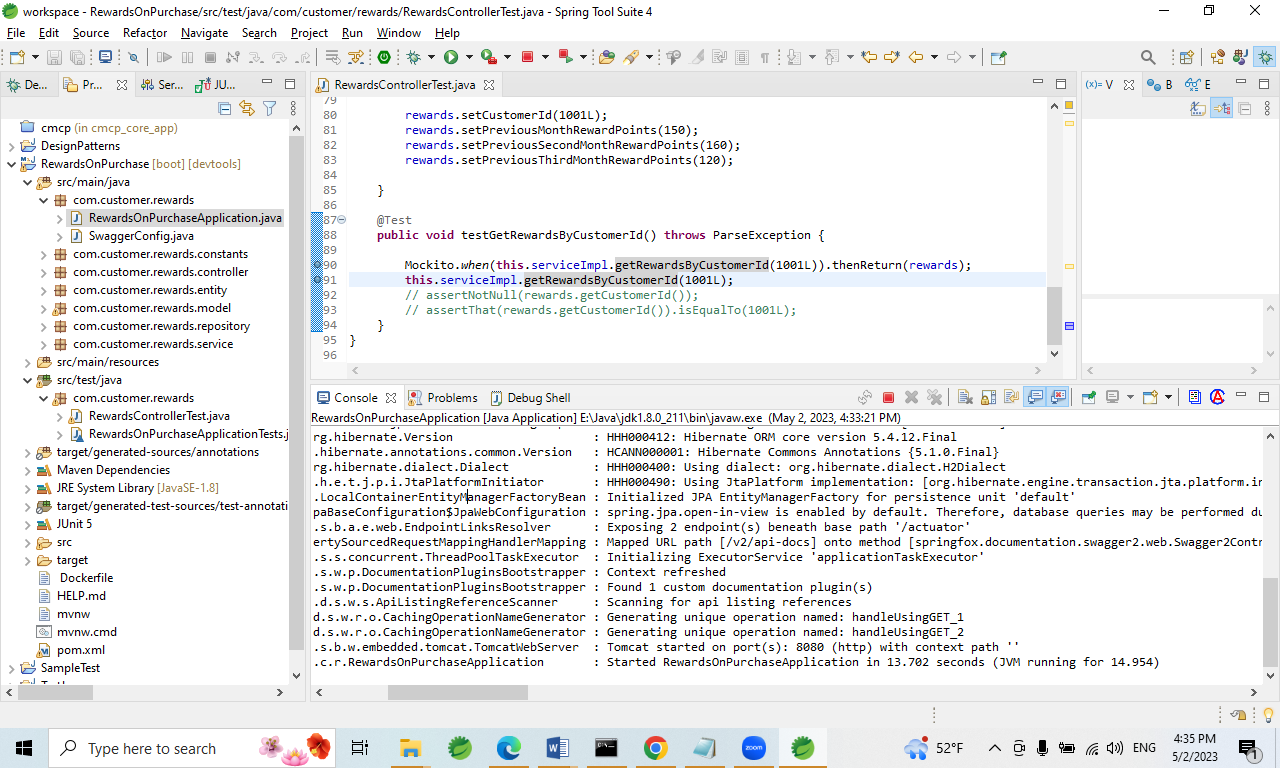 workspace - RewardsOnPurchase/src/test/java/com/customer/rewards/RewardsControllerTest.java - Spring Tool Suite 4
File Edit Source Refactor Navigate Search Project Run Window Help
De... Pr... Ser... JU...
RewardsControllerTest.java
(x)= V B E
cmcp (in cmcp_core_app)
DesignPatterns
RewardsOnPurchase [boot] [devtools]
src/main/java
com.customer.rewards
RewardsOnPurchaseApplication.java
SwaggerConfig.java
com.customer.rewards.constants
com.customer.rewards.controller
com.customer.rewards.entity
com.customer.rewards.model
com.customer.rewards.repository
com.customer.rewards.service
src/main/resources
src/test/java
com.customer.rewards
RewardsControllerTest.java
RewardsOnPurchaseApplicationTests.j
target/generated-sources/annotations
Maven Dependencies
JRE System Library [JavaSE-1.8]
target/generated-test-sources/test-annotati
JUnit 5
src
target
Dockerfile
HELP.md
mvnw
mvnw.cmd
pom.xml
SampleTest
79
80 rewards.setCustomerId(1001L);
81 rewards.setPreviousMonthRewardPoints(150);
82 rewards.setPreviousSecondMonthRewardPoints(160);
83 rewards.setPreviousThirdMonthRewardPoints(120);
84
85 }
86
87 @Test
88 public void testGetRewardsByCustomerId() throws ParseException {
89
90 Mockito.when(this.serviceImpl.getRewardsByCustomerId(1001L)).thenReturn(rewards);
91 this.serviceImpl.getRewardsByCustomerId(1001L);
92 // assertNotNull(rewards.getCustomerId());
93 // assertThat(rewards.getCustomerId()).isEqualTo(1001L);
94 }
95 }
96
Console Problems Debug Shell
RewardsOnPurchaseApplication [Java Application] E:\Java\jdk1.8.0_211\bin\javaw.exe (May 2, 2023, 4:33:21 PM)
rg.hibernate.Version : HHH000412: Hibernate ORM core version 5.4.12.Final
.hibernate.annotations.common.Version : HCANN000001: Hibernate Commons Annotations {5.1.0.Final}
rg.hibernate.dialect.Dialect : HHH000400: Using dialect: org.hibernate.dialect.H2Dialect
.h.e.t.j.p.i.JtaPlatformInitiator : HHH000490: Using JtaPlatform implementation: [org.hibernate.engine.transaction.jta.platform.in
.LocalContainerEntityManagerFactoryBean : Initialized JPA EntityManagerFactory for persistence unit 'default'
paBaseConfiguration$JpaWebConfiguration : spring.jpa.open-in-view is enabled by default. Therefore, database queries may be performed du
.s.b.a.e.web.EndpointLinksResolver : Exposing 2 endpoint(s) beneath base path '/actuator'
ertySourcedRequestMappingHandlerMapping : Mapped URL path [/v2/api-docs] onto method [springfox.documentation.swagger2.web.Swagger2Contr
.s.s.concurrent.ThreadPoolTaskExecutor : Initializing ExecutorService 'applicationTaskExecutor'
.s.w.p.DocumentationPluginsBootstrapper : Context refreshed
.s.w.p.DocumentationPluginsBootstrapper : Found 1 custom documentation plugin(s)
.d.s.w.s.ApiListingReferenceScanner : Scanning for api listing references
d.s.w.r.o.CachingOperationNameGenerator : Generating unique operation named: handleUsingGET_1
d.s.w.r.o.CachingOperationNameGenerator : Generating unique operation named: handleUsingGET_2
.s.b.w.embedded.tomcat.TomcatWebServer : Tomcat started on port(s): 8080 (http) with context path ''
.c.r.RewardsOnPurchaseApplication : Started RewardsOnPurchaseApplication in 13.702 seconds (JVM running for 14.954)
Type here to search
zoom
52°F
ENG
4:35 PM
5/2/2023
1